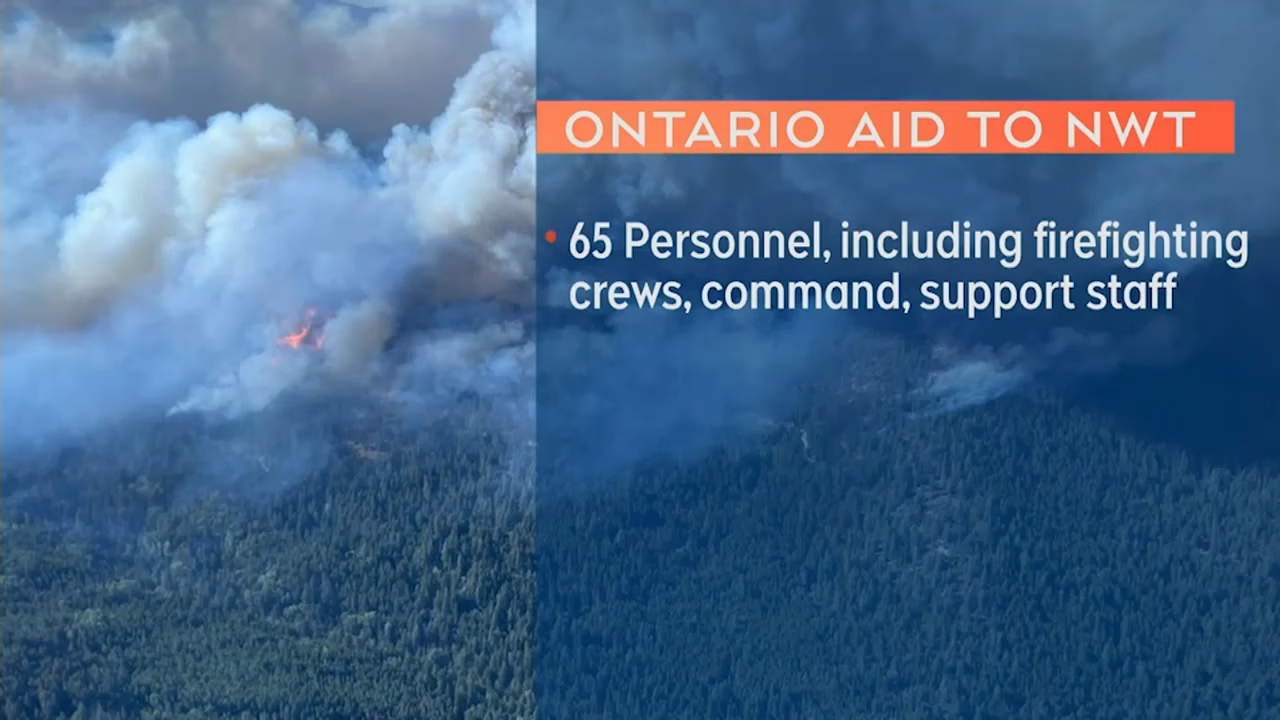 ONTARIO AID TO NWT
• 65 Personnel, including firefighting
crews, command, support staff